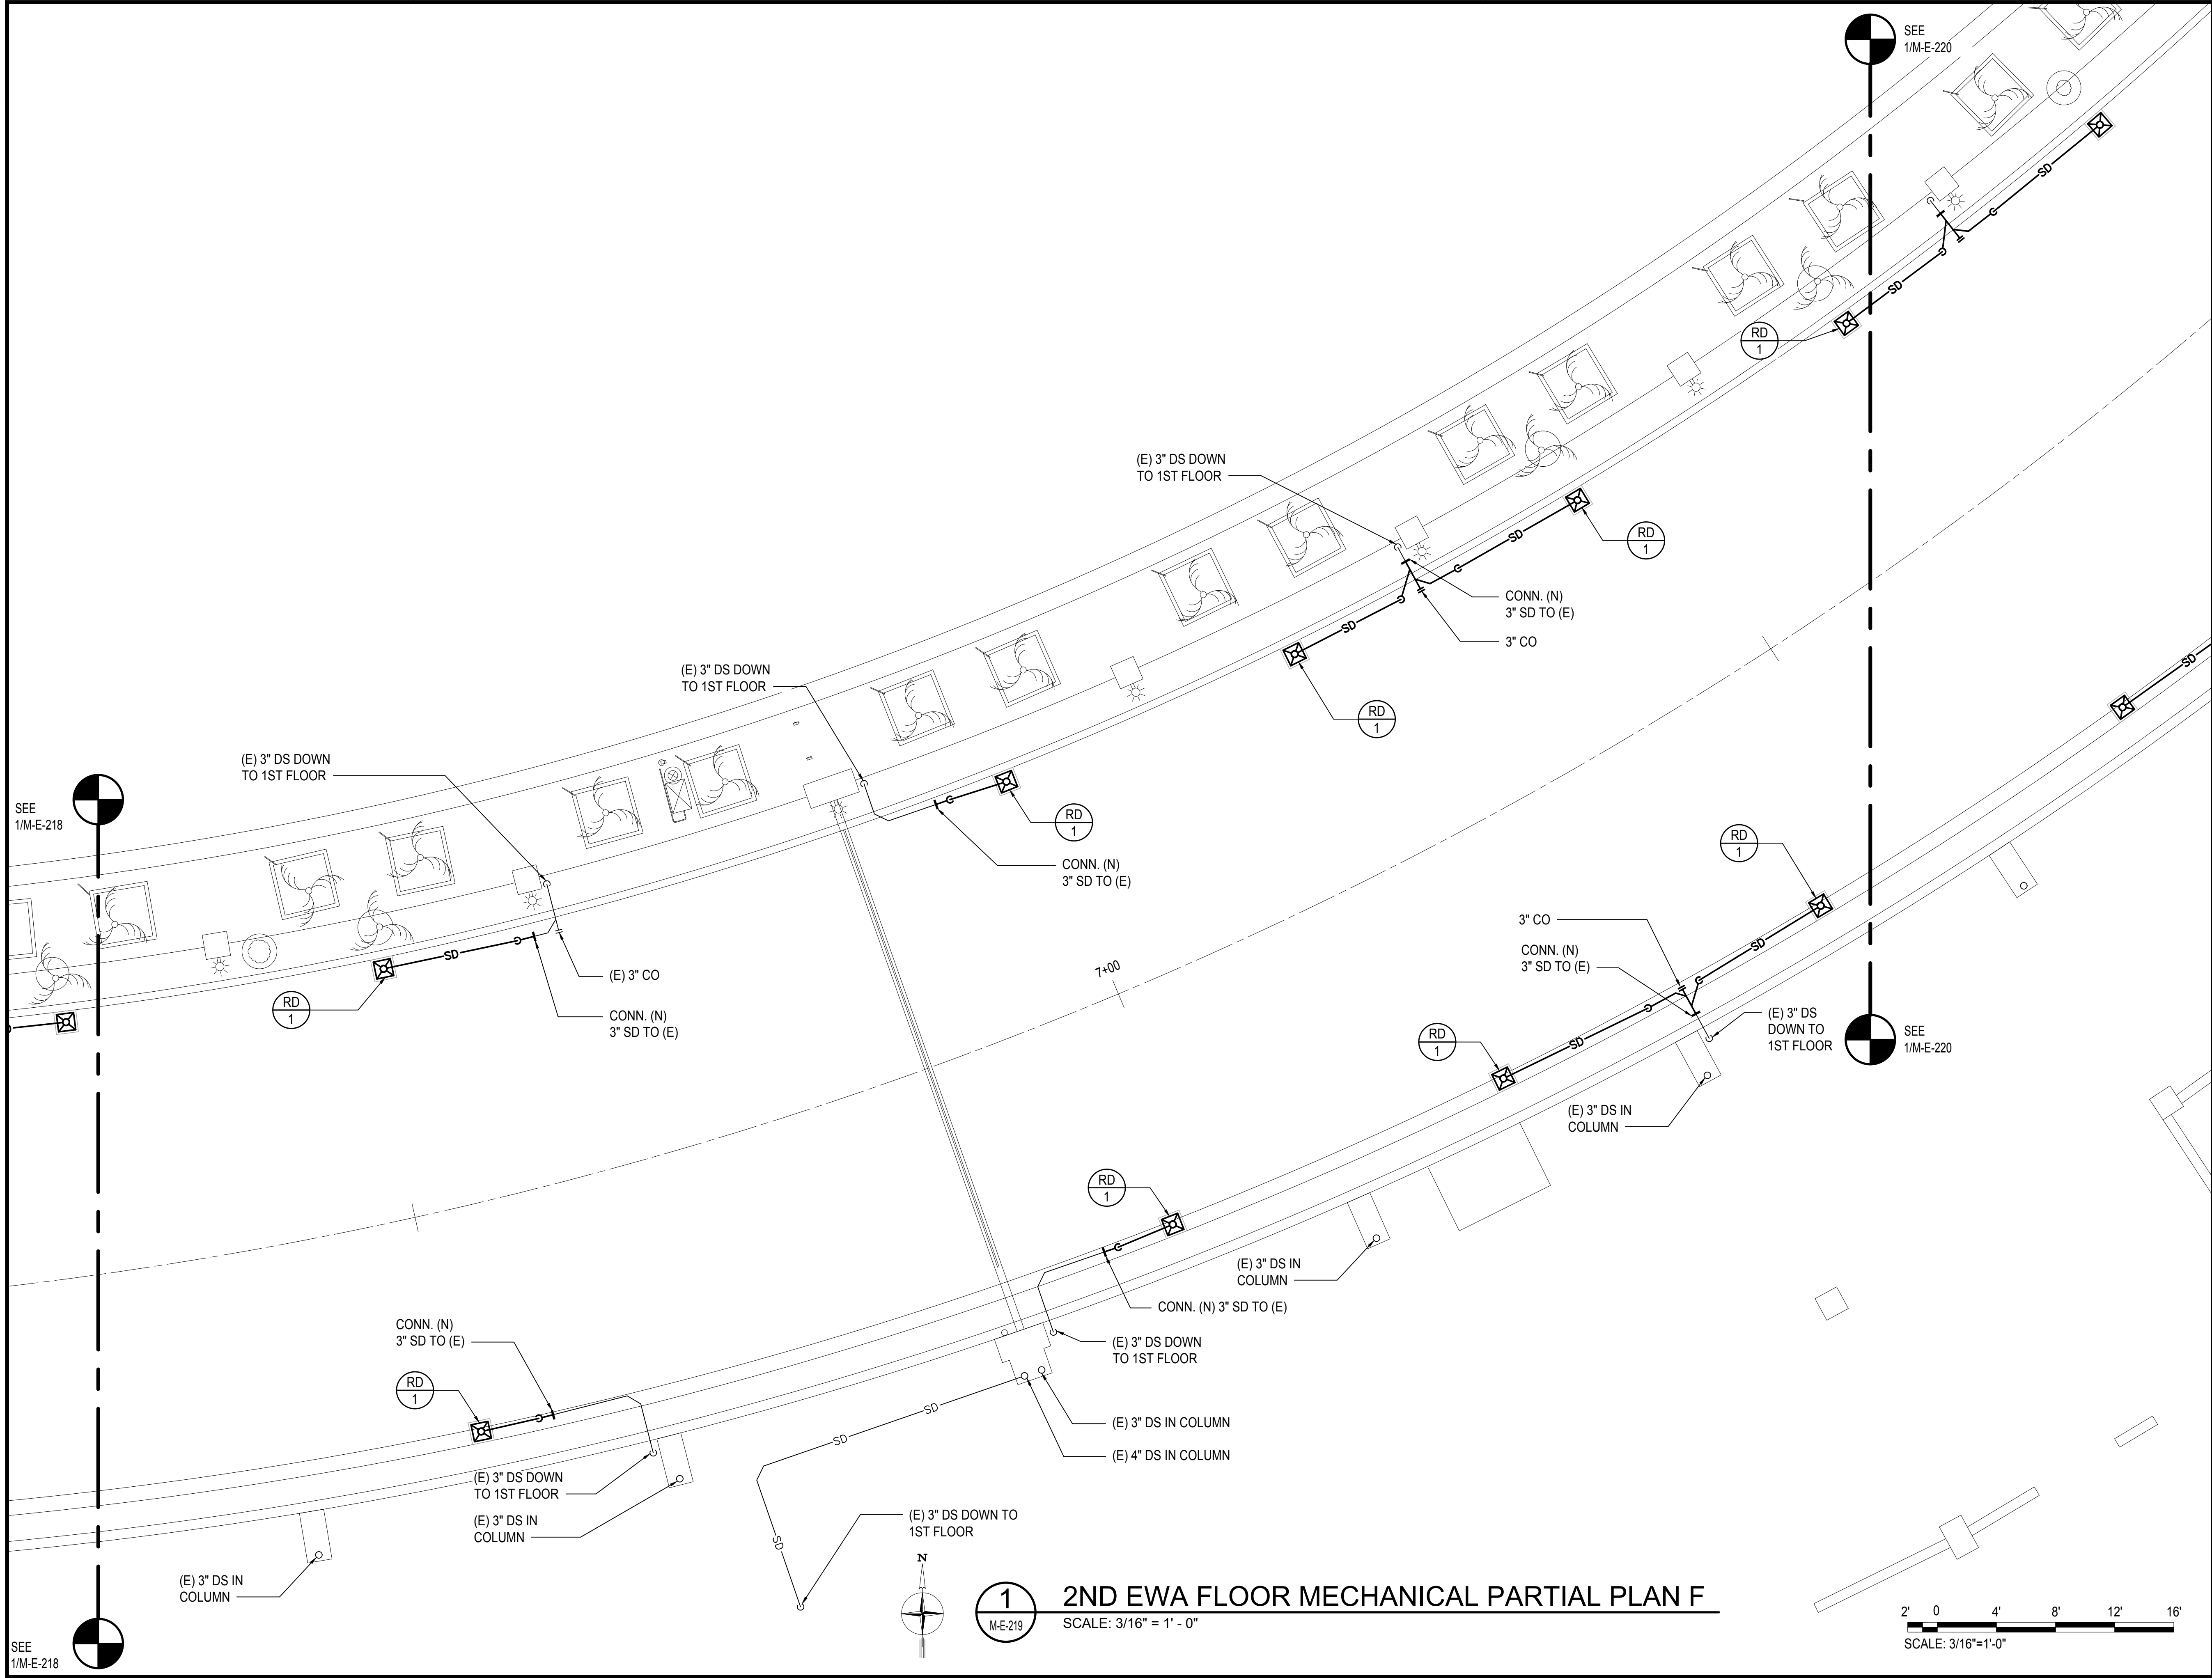 SEE
1/M-E-220
SD
SD
RD
1
(E) 3" DS DOWN
TO 1ST FLOOR
SD
RD
1
CONN. (N)
3" SD TO (E)
3" CO
SD
RD
1
SD
(E) 3" DS DOWN
TO 1ST FLOOR
(E) 3" DS DOWN
TO 1ST FLOOR
SEE
1/M-E-218
RD
1
CONN. (N)
3" SD TO (E)
RD
1
3" CO
CONN. (N)
3" SD TO (E)
SD
SD
(E) 3" CO
RD
1
CONN. (N)
3" SD TO (E)
7+00
(E) 3" DS
DOWN TO
1ST FLOOR
SEE
1/M-E-220
RD
1
SD
(E) 3" DS IN
COLUMN
RD
1
(E) 3" DS IN
COLUMN
CONN. (N) 3" SD TO (E)
CONN. (N)
3" SD TO (E)
(E) 3" DS DOWN
TO 1ST FLOOR
RD
1
SD
SD
(E) 3" DS IN COLUMN
(E) 4" DS IN COLUMN
(E) 3" DS DOWN
TO 1ST FLOOR
(E) 3" DS IN
COLUMN
SD
(E) 3" DS DOWN TO
1ST FLOOR
(E) 3" DS IN
COLUMN
N
1
M-E-219
2ND EWA FLOOR MECHANICAL PARTIAL PLAN F
SCALE: 3/16" = 1' - 0"
2' 0 4' 8' 12' 16'
SCALE: 3/16"=1'-0"
SEE
1/M-E-218